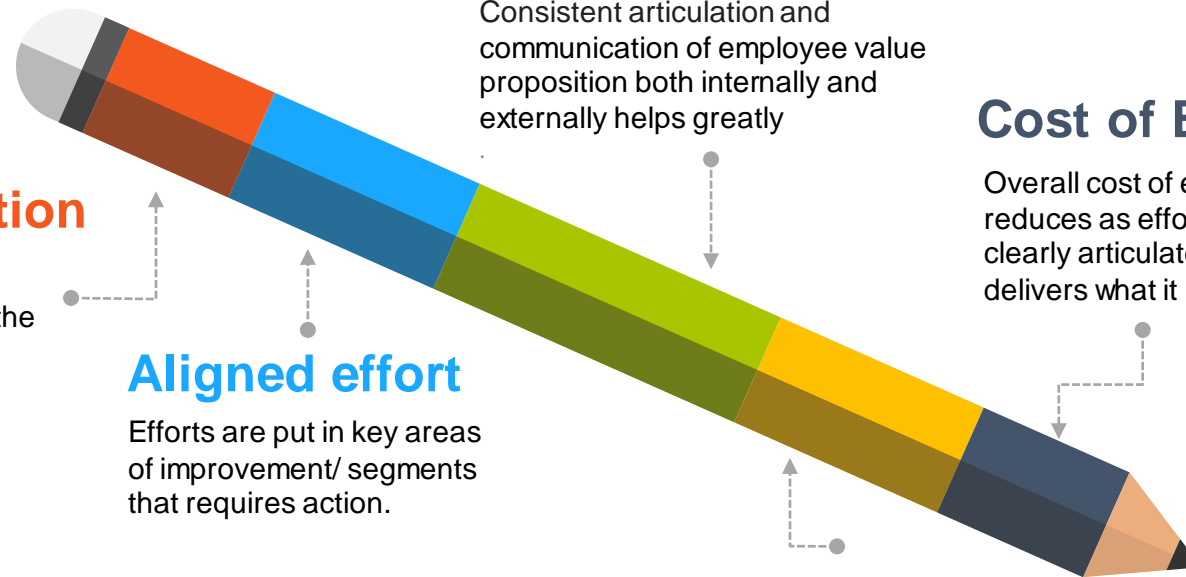 Consistent articulation and
communication of employee value
proposition both internally and
externally helps greatly
.
Cost of E
Overall cost of e
reduces as effo
clearly articulat
delivers what it
tion
the
Aligned effort
Efforts are put in key areas
of improvement/ segments
that requires action.